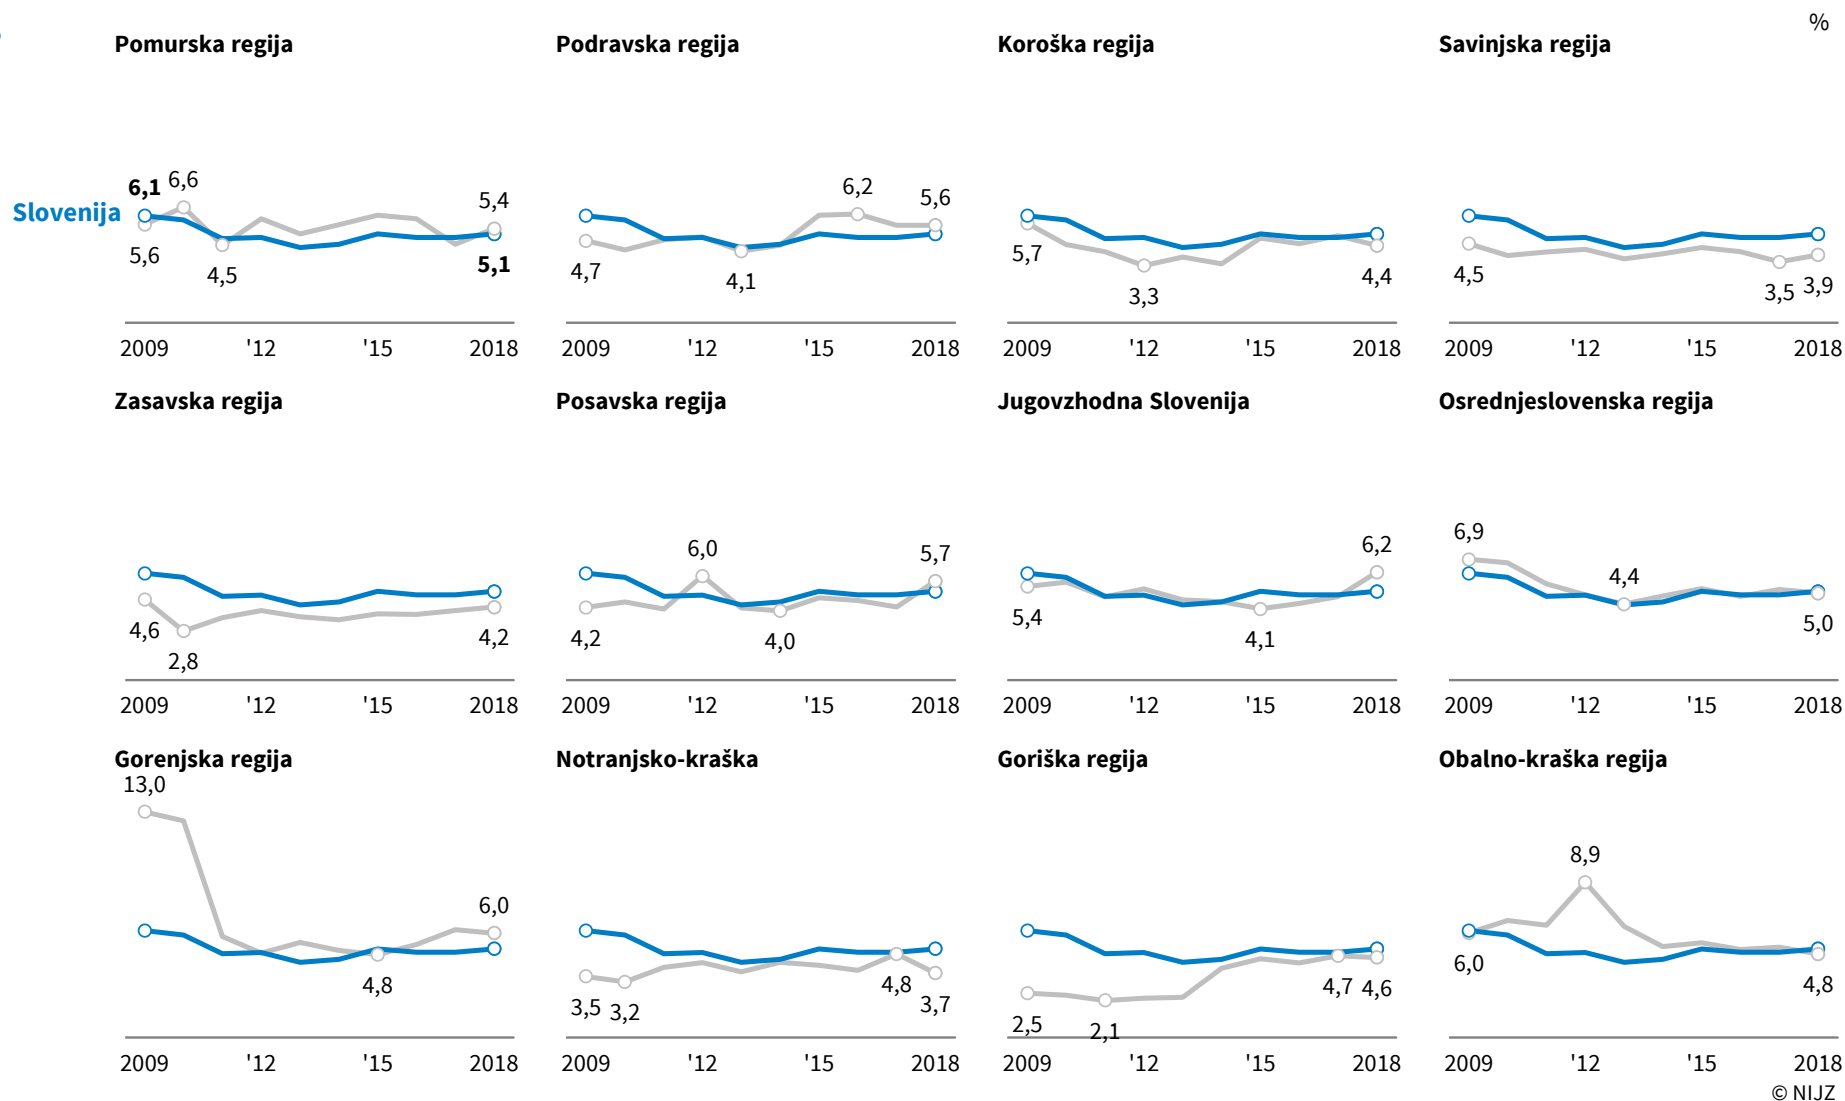 %
Pomurska regija
Podravska regija
Koroška regija
Savinjska regija
Slovenija
6,1 6,6 5,4
5,6 4,5 5,1
6,2 5,6
4,7 4,1
5,7 3,3 4,4
4,5 3,5 3,9
2009 '12 '15 2018
2009 '12 '15 2018
2009 '12 '15 2018
2009 '12 '15 2018
Zasavska regija
Posavska regija
Jugovzhodna Slovenija
Osrednjeslovenska regija
4,6 2,8 4,2
6,0 5,7
4,2 4,0
6,2
5,4 4,1
6,9 4,4
5,0
2009 '12 '15 2018
2009 '12 '15 2018
2009 '12 '15 2018
2009 '12 '15 2018
Gorenjska regija
Notranjsko-kraška
Goriška regija
Obalno-kraška regija
13,0
6,0
4,8
3,5 3,2 4,8 3,7
2,5 2,1 4,7 4,6
8,9
6,0 4,8
2009 '12 '15 2018
2009 '12 '15 2018
2009 '12 '15 2018
2009 '12 '15 2018
© NIJZ